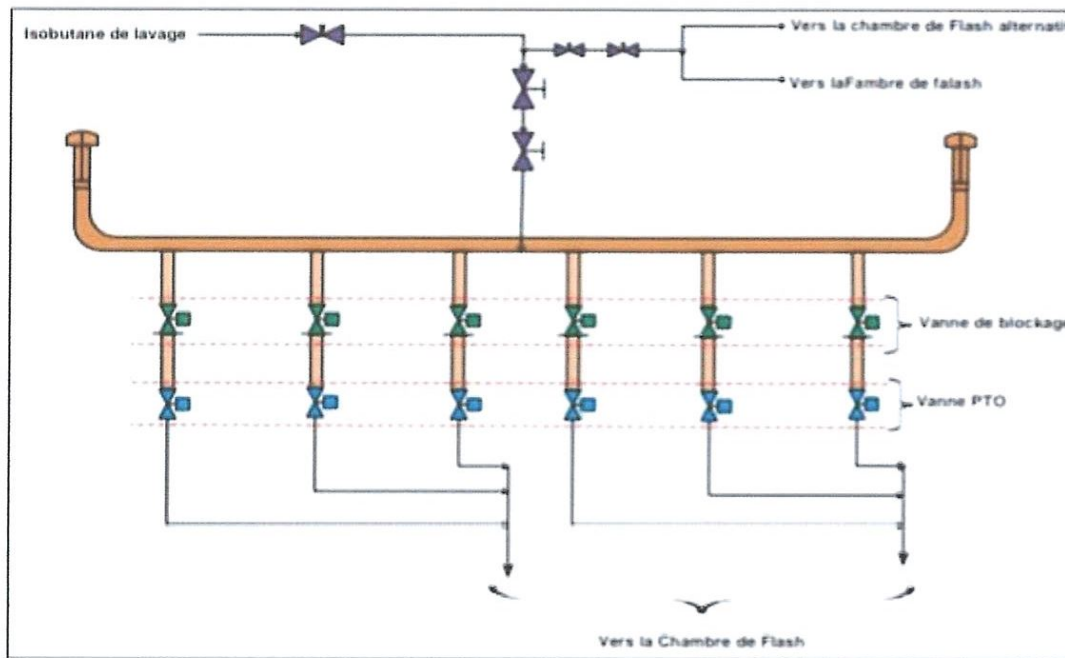 Isobutane de lavage
Vers la chambre de Flash alternatif
Vers laFambre de falash
Vanne de blockage
Vanne PTO
Vers la Chambre de Flash